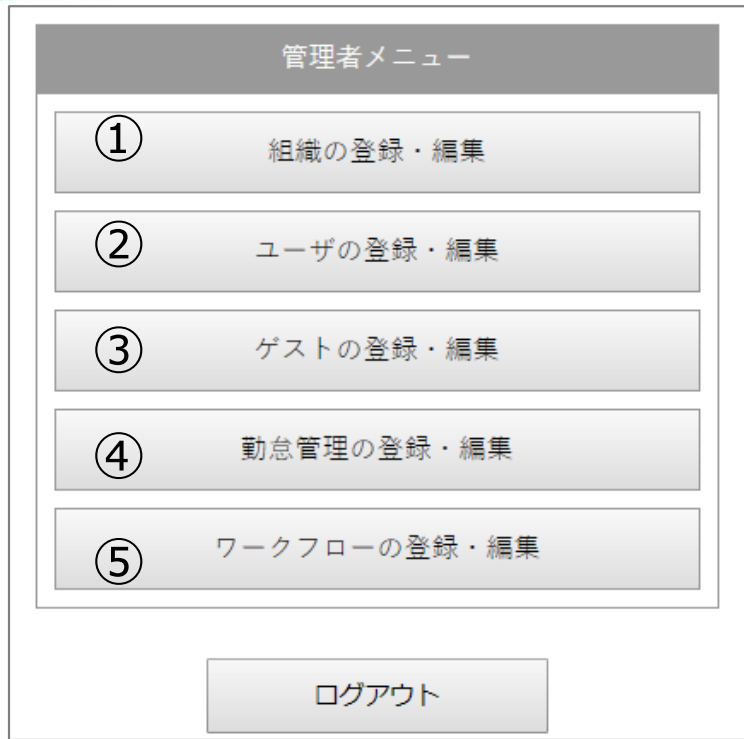 管理者メニュー
① 組織の登録・編集
② ユーザの登録・編集
③ ゲストの登録・編集
④ 勤怠管理の登録・編集
⑤ ワークフローの登録・編集
ログアウト